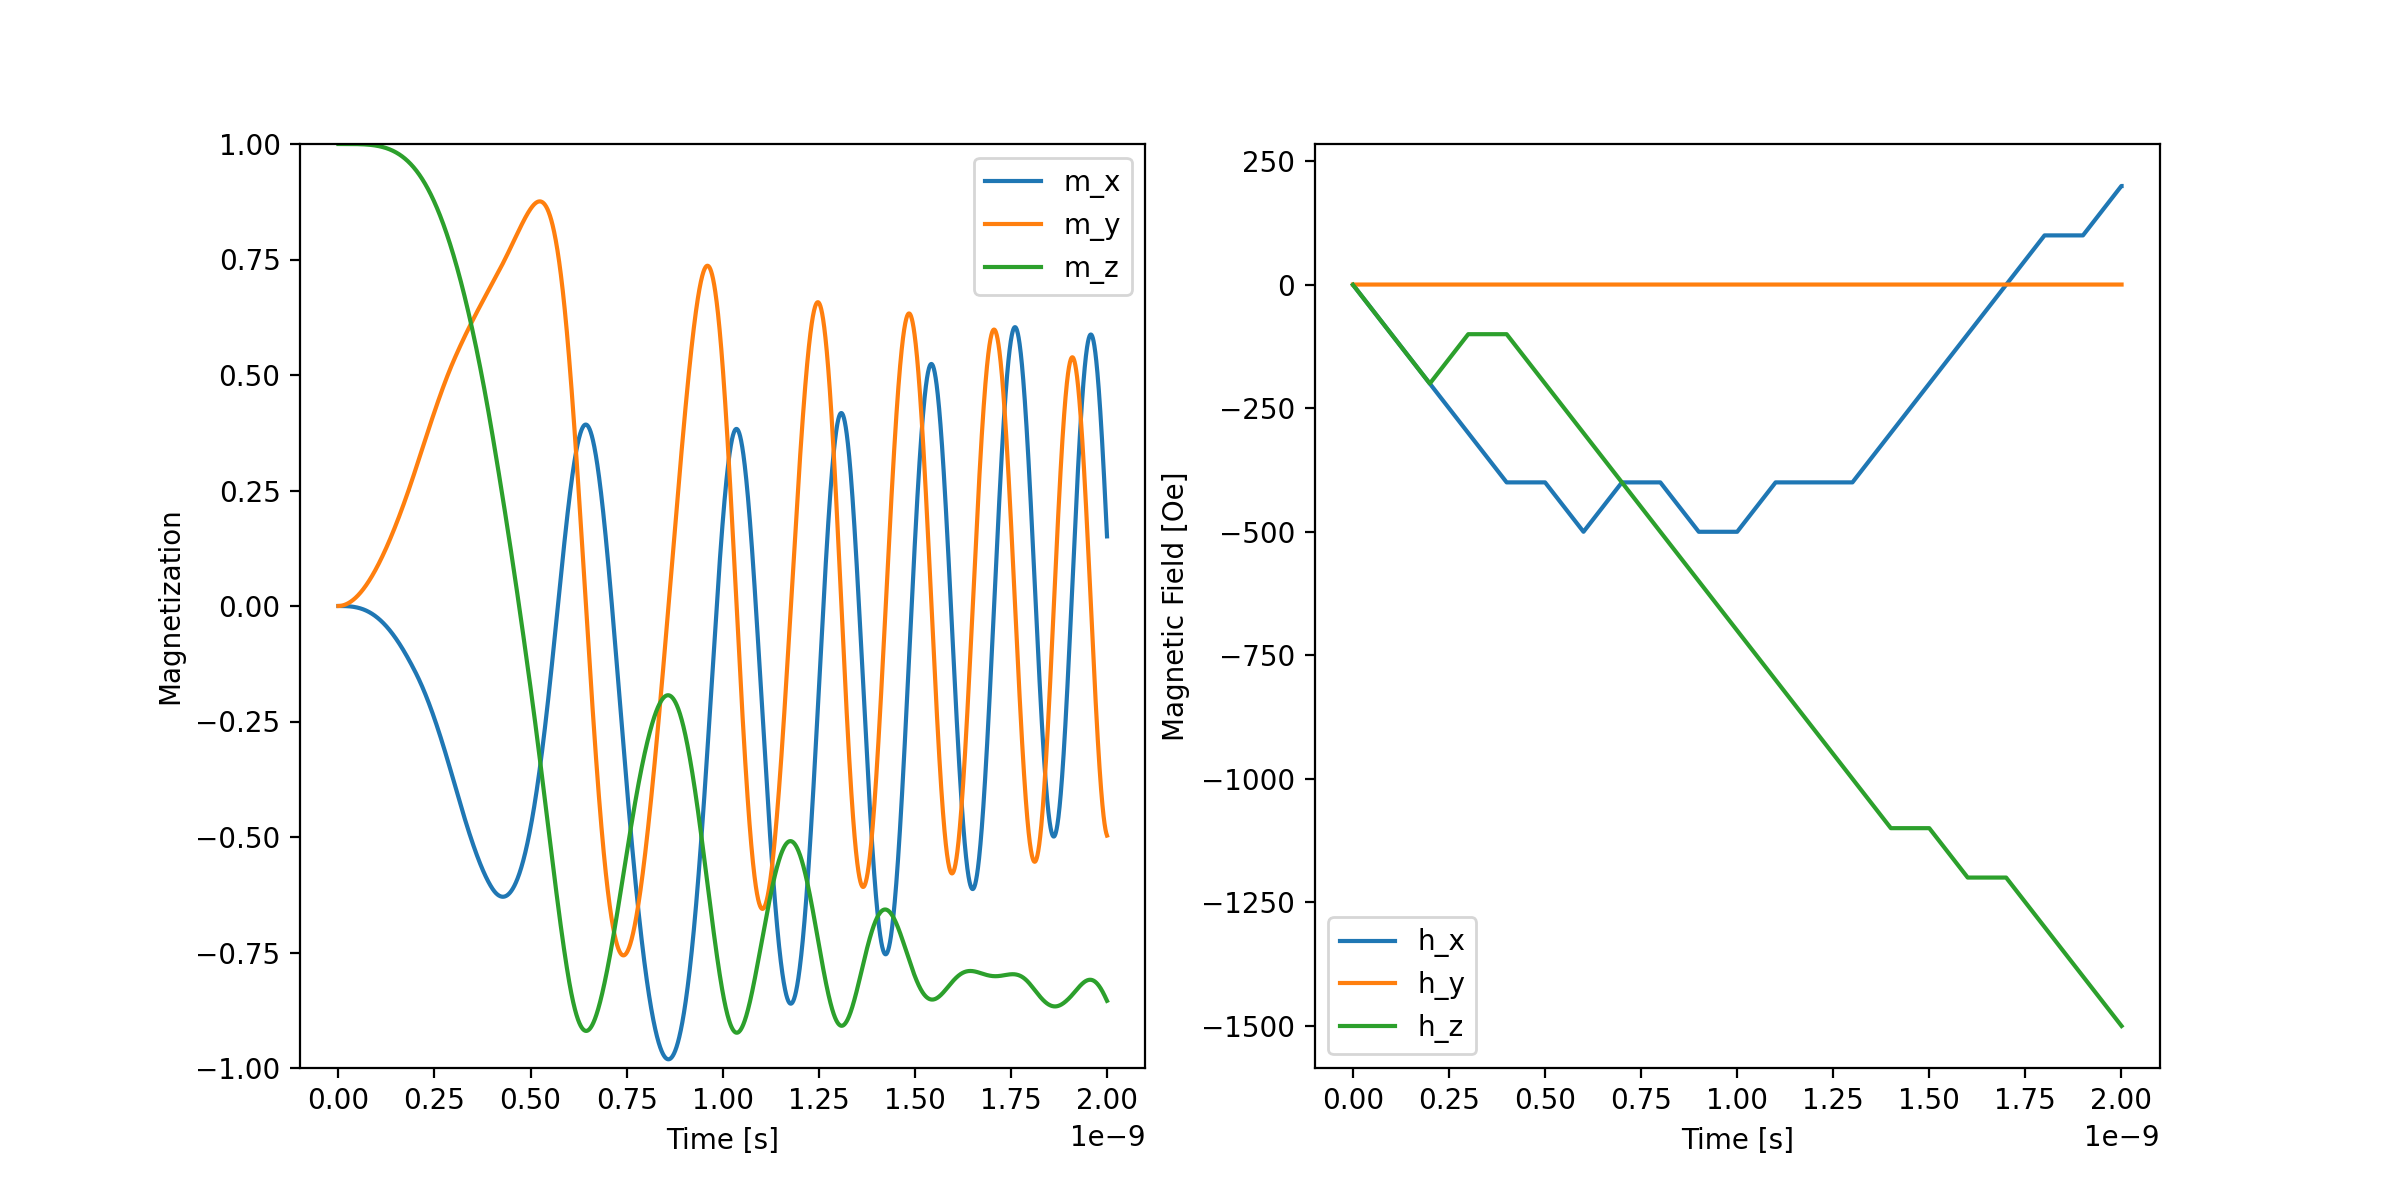 1.00
0.75
0.50
0.25
0.00
−0.25
−0.50
−0.75
−1.00
Magnetization
m_x
m_y
m_z
0.00 0.25 0.50 0.75 1.00 1.25 1.50 1.75 2.00
Time [s]
1e−9
250
0
−250
−500
−750
−1000
−1250
−1500
Magnetic Field [Oe]
h_x
h_y
h_z
0.00 0.25 0.50 0.75 1.00 1.25 1.50 1.75 2.00
Time [s]
1e−9